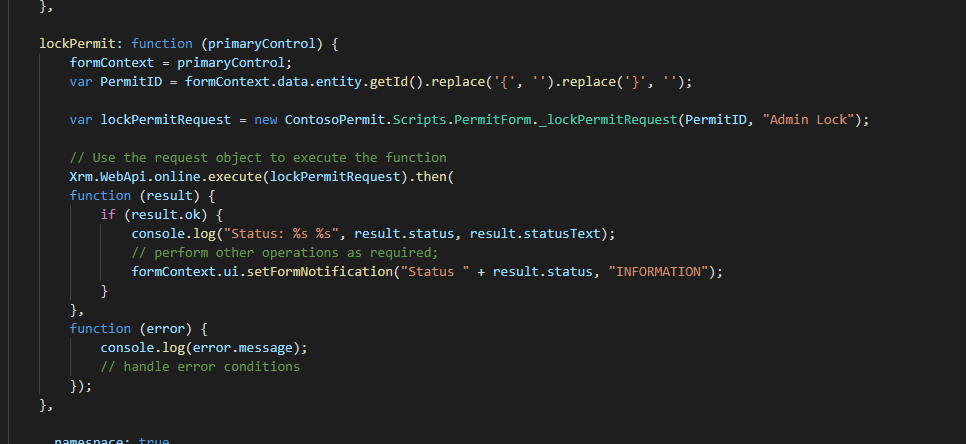 },
lockPermit: function (primaryControl) {
formContext = primaryControl;
var PermitID = formContext.data.entity.getId().replace('{', '').replace('}', '');
var lockPermitRequest = new ContosoPermit.Scripts.PermitForm._lockPermitRequest(PermitID, "Admin Lock");
// Use the request object to execute the function
Xrm.WebApi.online.execute(lockPermitRequest).then(
function (result) {
if (result.ok) {
console.log("Status: %s %s", result.status, result.statusText);
// perform other operations as required;
formContext.ui.setFormNotification("Status " + result.status, "INFORMATION");
}
},
function (error) {
console.log(error.message);
// handle error conditions
});
},
namespace: true